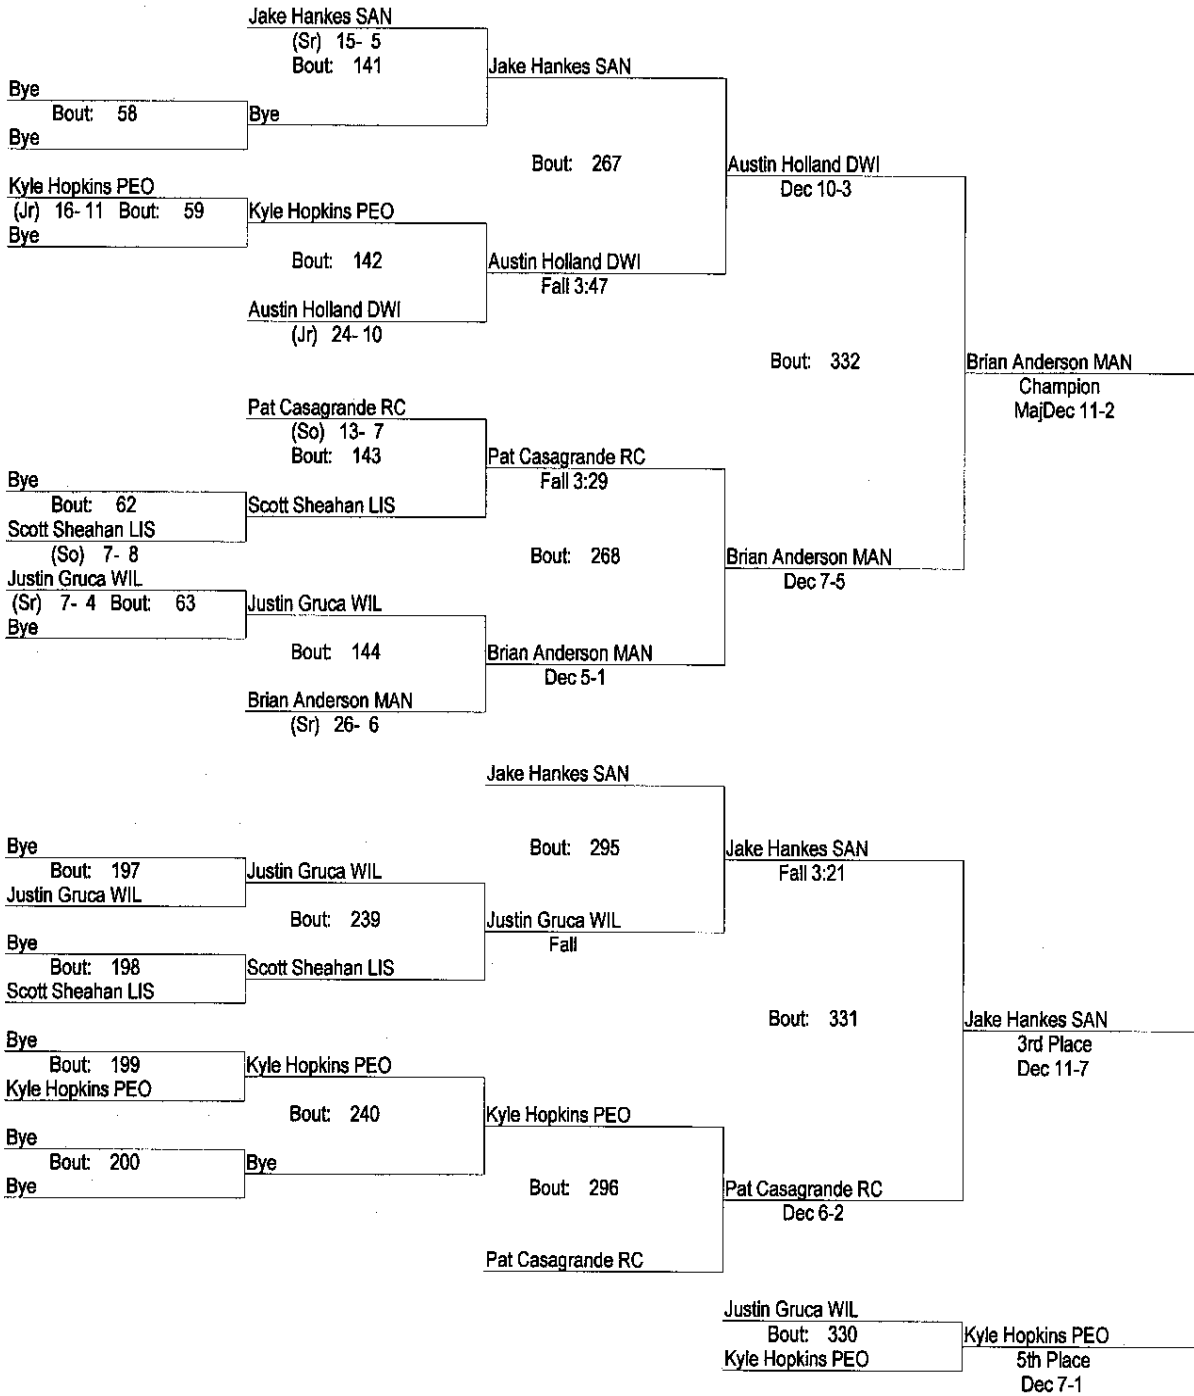 Jake Hankes SAN
(Sr) 15- 5
Bout: 141
Jake Hankes SAN
Bye
Bout: 58
Bye
Bye
Bout: 267
Austin Holland DWI
Dec 10-3
Kyle Hopkins PEO
(Jr) 16- 11 Bout: 59
Bye
Kyle Hopkins PEO
Bout: 142
Austin Holland DWI
Fall 3:47
Austin Holland DWI
(Jr) 24- 10
Bout: 332
Brian Anderson MAN
Champion
MajDec 11-2
Pat Casagrande RC
(So) 13- 7
Bout: 143
Pat Casagrande RC
Fall 3:29
Bye
Bout: 62
Scott Sheahan LIS
(So) 7- 8
Scott Sheahan LIS
Bout: 268
Brian Anderson MAN
Dec 7-5
Justin Gruca WIL
(Sr) 7- 4 Bout: 63
Bye
Justin Gruca WIL
Bout: 144
Brian Anderson MAN
Dec 5-1
Brian Anderson MAN
(Sr) 26- 6
Jake Hankes SAN
Bout: 295
Jake Hankes SAN
Fall 3:21
Bye
Bout: 197
Justin Gruca WIL
Justin Gruca WIL
Bout: 239
Justin Gruca WIL
Fall
Bye
Bout: 198
Scott Sheahan LIS
Scott Sheahan LIS
Bout: 331
Jake Hankes SAN
3rd Place
Dec 11-7
Bye
Bout: 199
Kyle Hopkins PEO
Kyle Hopkins PEO
Bout: 240
Kyle Hopkins PEO
Bye
Bout: 200
Bye
Bye
Bout: 296
Pat Casagrande RC
Dec 6-2
Pat Casagrande RC
Justin Gruca WIL
Bout: 330
Kyle Hopkins PEO
Kyle Hopkins PEO
5th Place
Dec 7-1